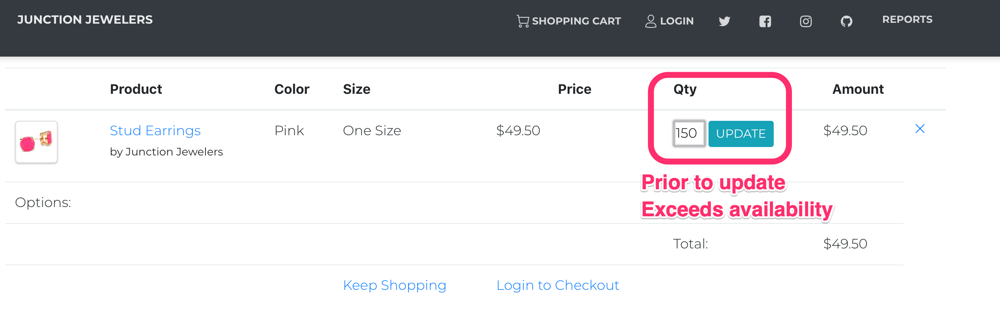 JUNCTION JEWELERS
SHOPPING CART LOGIN REPORTS
Product Color Size Price Qty Amount
Stud Earrings Pink One Size $49.50 150 UPDATE $49.50
by Junction Jewelers
Prior to update
Options:
Exceeds availability
Total: $49.50
Keep Shopping Login to Checkout